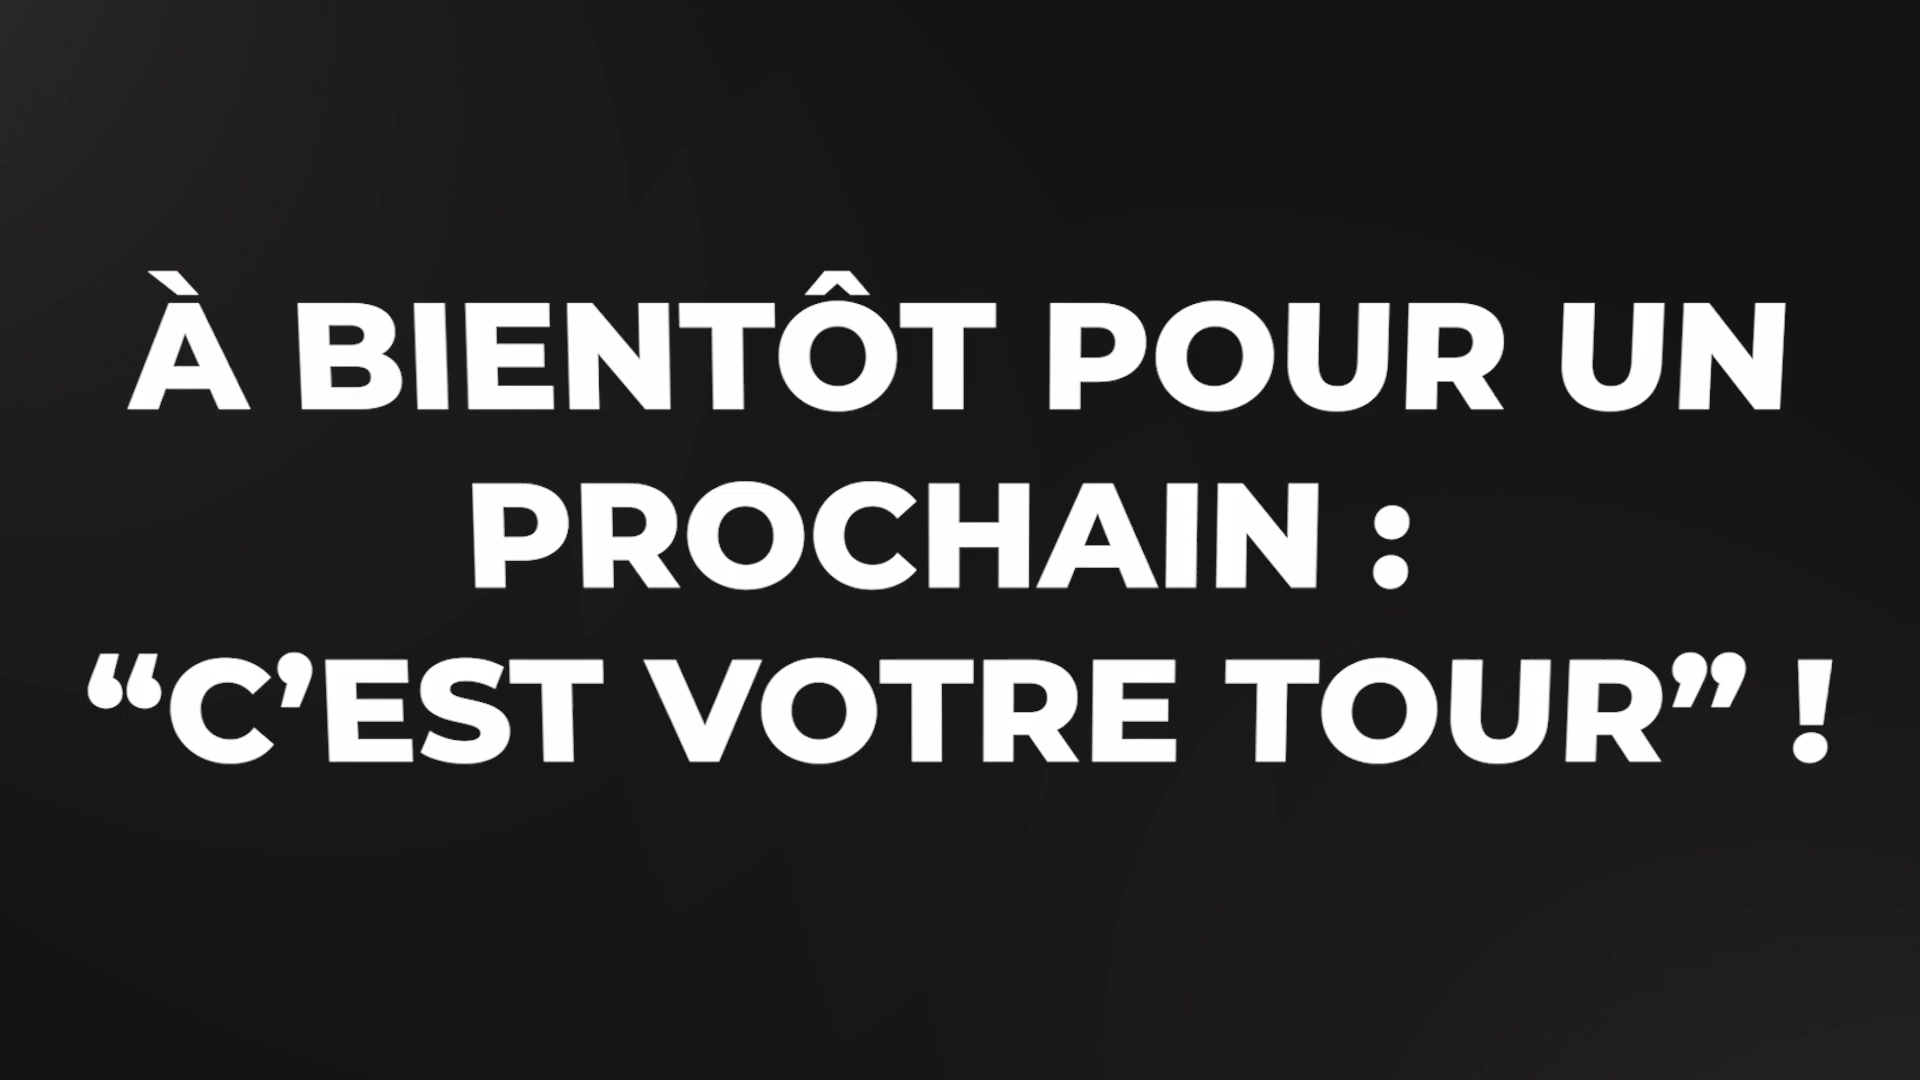 À BIENTÔT POUR UN
PROCHAIN :
“C’EST VOTRE TOUR” !